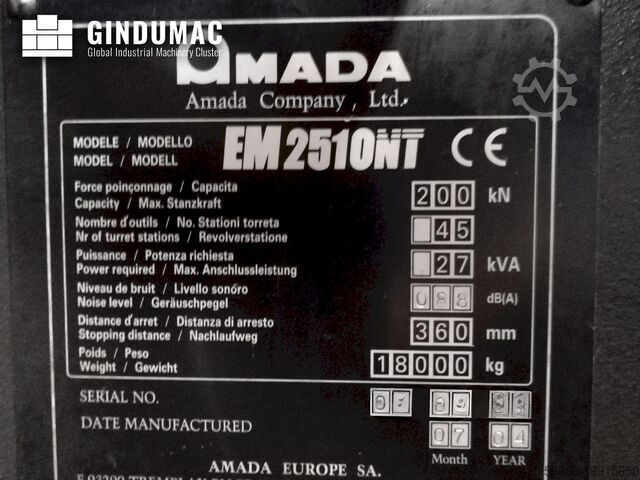 GINDUMAC
Global Industrial Machinery Cluster
AMADA
Amada Company, Ltd.
MODELE / MODELLO
MODEL / MODELL
EM2510NT CE
Force poinçonnage / Capacita
Capacity / Max. Stanzkraft
200 kN
Nombre d'outils / No. Stationi torreta
Nr of turret stations / Revolverstatione
45
Puissance / Potenza richiesta
Power required / Max. Anschlussleistung
27 kVA
Niveau de bruit / Livello sonóro
Noise level / Geräuschpegel
088 dB(A)
Distance d'arret / Distanza di arresto
Stopping distance / Nachlaufweg
360 mm
Poids / Peso
Weight / Gewicht
18000 kg
SERIAL NO.
DATE MANUFACTURED
07 04
Month YEAR
AMADA EUROPE SA.